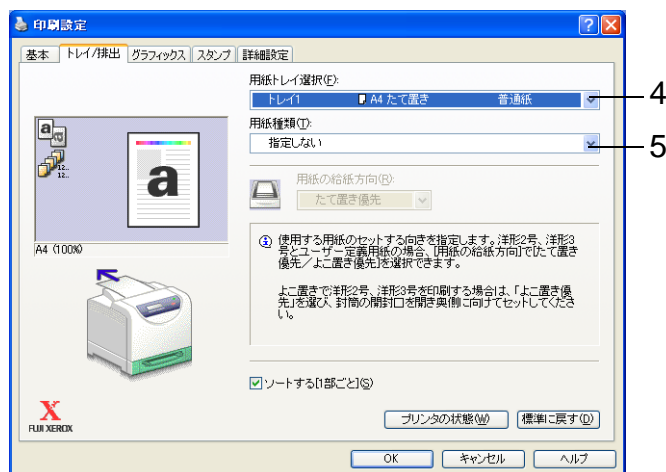 印刷設定
基本 トレイ/排出 グラフィックス スタンプ 詳細設定
用紙トレイ選択(F):
トレイ1 A4 たて置き 普通紙
4
用紙種類(T):
指定しない
5
用紙の給紙方向(R):
たて置き優先
a
12..
12..
a
A4 (100%)
使用する用紙のセットする向きを指定します。洋形2号、洋形3
号とユーザー定義用紙の場合、[用紙の給紙方向]で[たて置き
優先／よこ置き優先]を選択できます。
よこ置きで洋形2号、洋形3号を印刷する場合は、「よこ置き優
先」を選び、封筒の開封口を開き奥側に向けてセットしてくださ
い。
ソートする[1部ごと](S)
X
FUJI XEROX
プリンタの状態(W) 標準に戻す(D)
OK キャンセル ヘルプ